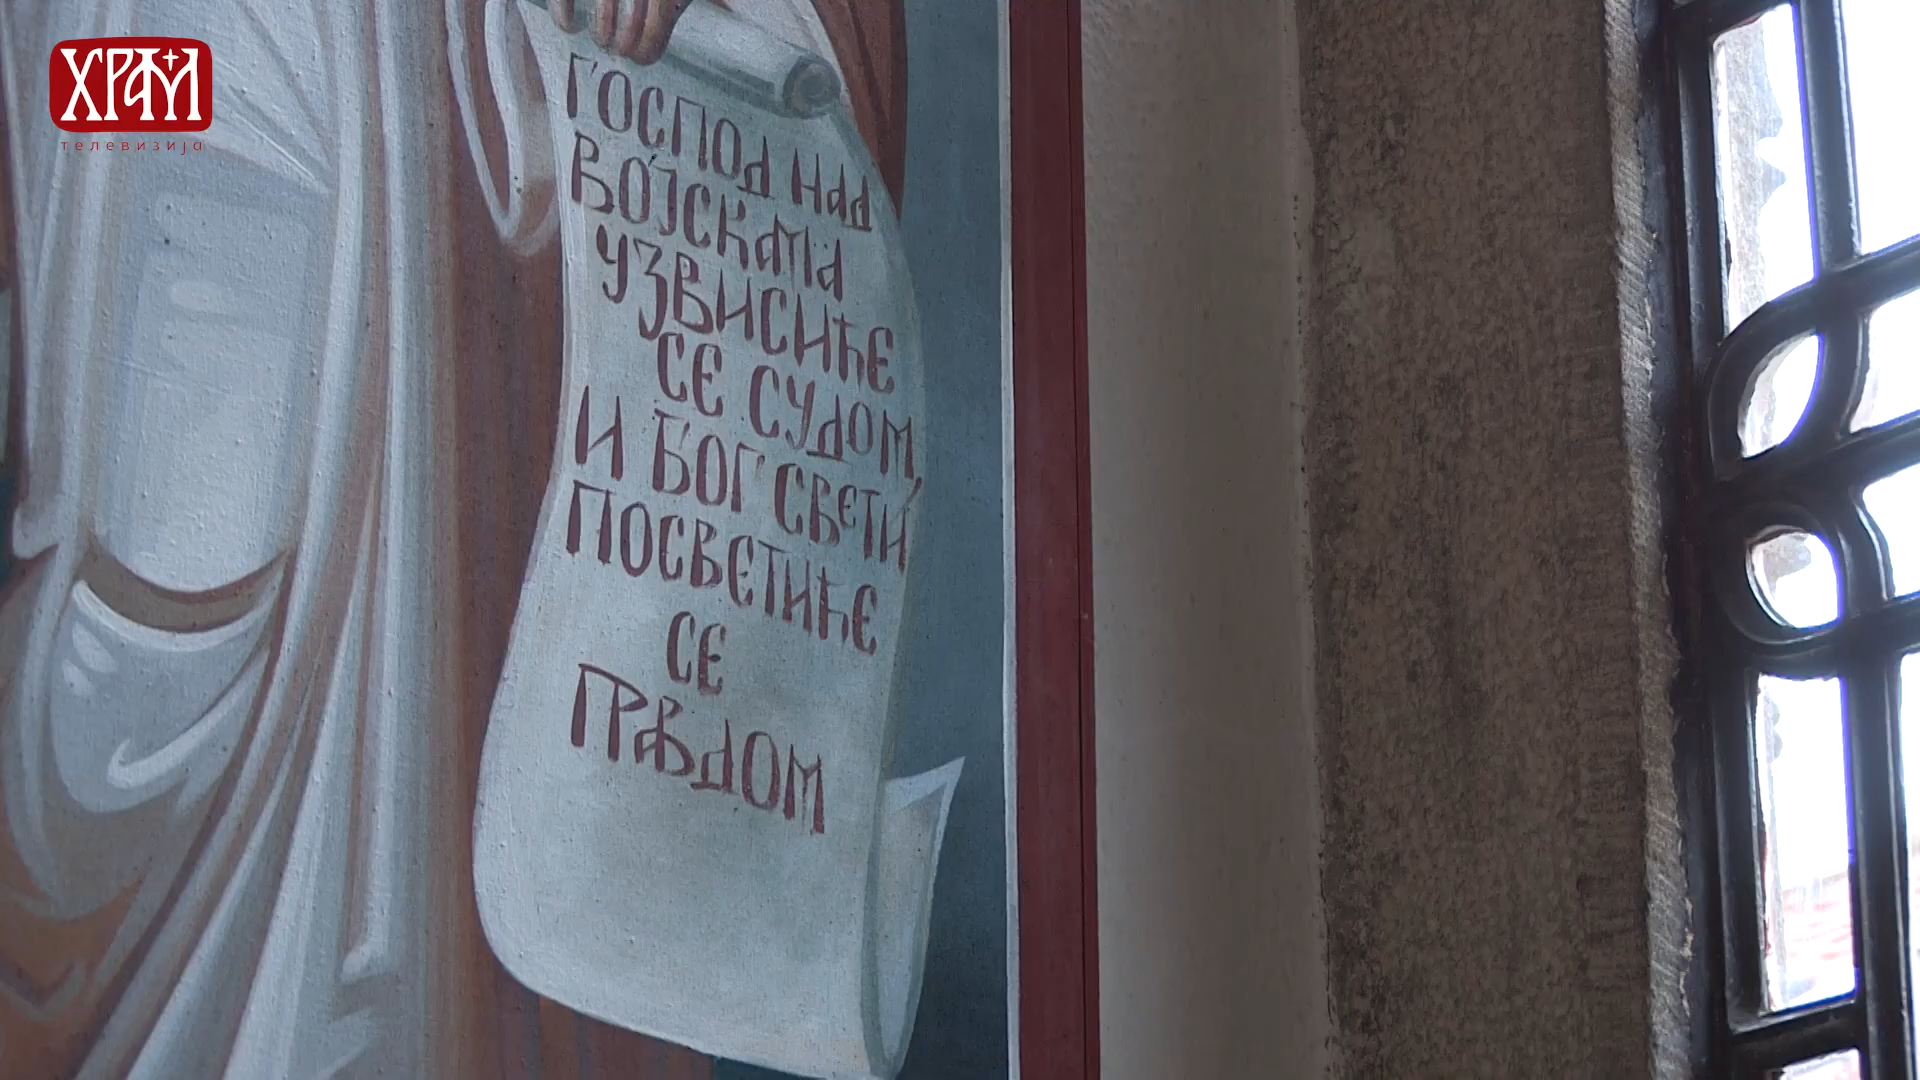 ХРАМ
телевизија
ГОСПОД НАД
ВОЈСКАМА
УЗВИСИЋЕ
СЕ СУДОМ,
И БОГ СВЕТИ
ПОСВЕТИЋЕ
СЕ
ПРАВДОМ